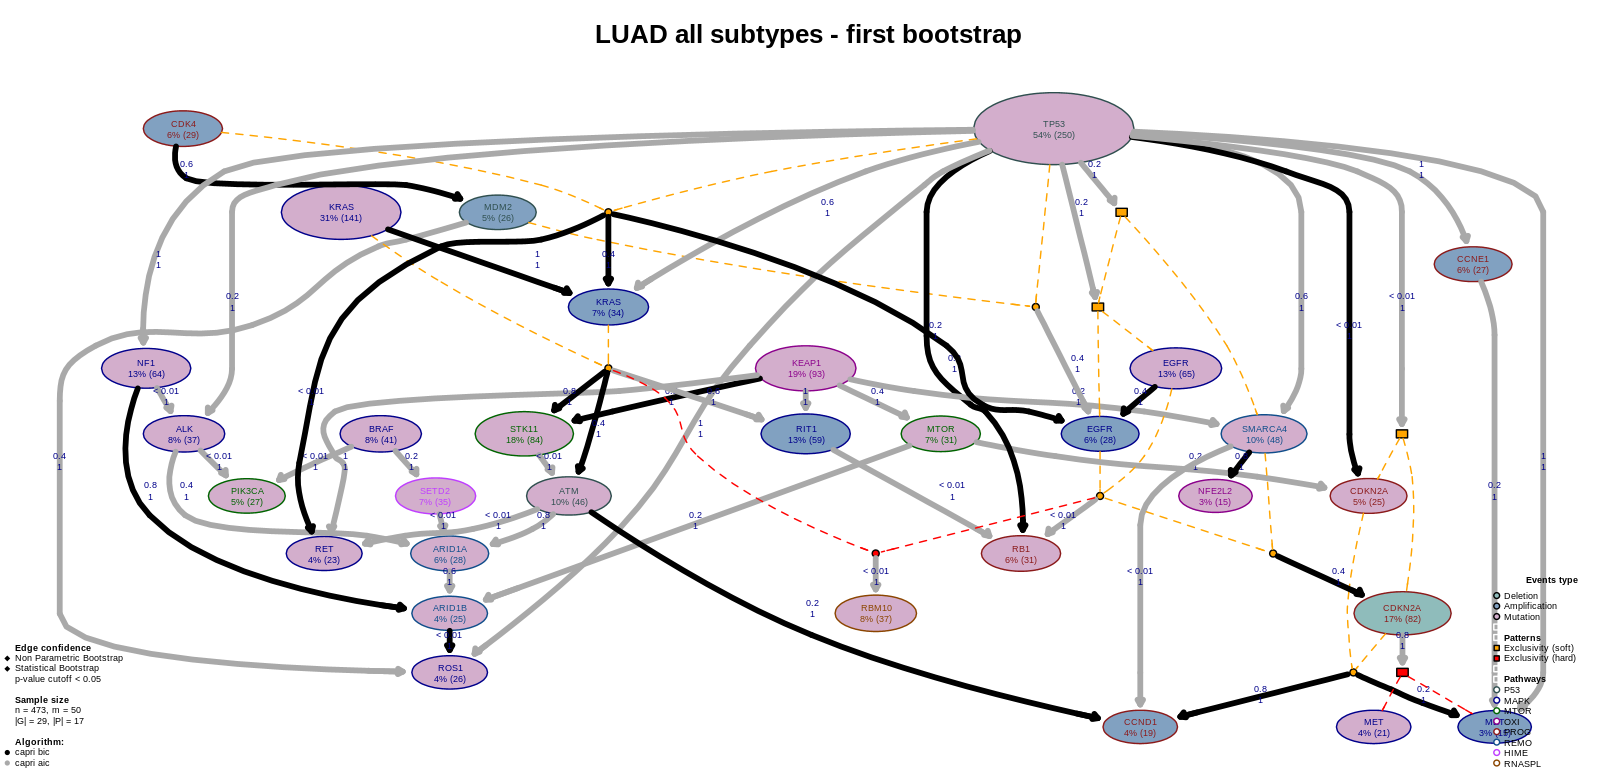 LUAD all subtypes - first bootstrap
CDK4
6% (29)
TP53
54% (250)
0.6
1
0.2
1
1
1
KRAS
31% (141)
MDM2
5% (26)
0.6
1
0.2
1
1
1
1
1
0.4
CCNE1
6% (27)
0.2
1
KRAS
7% (34)
0.6
1
< 0.01
1
< 0.01
0.2
NF1
13% (64)
KEAP1
19% (93)
0.4
1
EGFR
13% (65)
< 0.01
1
< 0.01
0.8
1
1
1
0.4
1
0.2
1
0.4
ALK
8% (37)
BRAF
8% (41)
STK11
18% (84)
1
1
RIT1
13% (59)
MTOR
7% (31)
EGFR
6% (28)
SMARCA4
10% (48)
0.4
1
< 0.01
1
< 0.01
1
1
1
0.2
1
< 0.01
1
0.2
1
1
1
0.8
1
0.4
1
PIK3CA
5% (27)
SETD2
7% (35)
ATM
10% (46)
< 0.01
1
NFE2L2
3% (15)
CDKN2A
5% (25)
0.2
1
< 0.01
1
< 0.01
1
0.8
1
0.2
1
< 0.01
1
RET
4% (23)
ARID1A
6% (28)
RB1
6% (31)
0.6
1
< 0.01
1
< 0.01
1
0.4
1
ARID1B
4% (25)
0.2
1
RBM10
8% (37)
CDKN2A
17% (82)
< 0.01
1
0.8
1
ROS1
4% (26)
0.8
1
0.2
1
CCND1
4% (19)
MET
4% (21)
Edge confidence
Non Parametric Bootstrap
Statistical Bootstrap
p-value cutoff < 0.05
Sample size
n = 473, m = 50
|G| = 29, |P| = 17
Algorithm:
capri bic
capri aic
Events type
Deletion
Amplification
Mutation
Patterns
Exclusivity (soft)
Exclusivity (hard)
Pathways
P53
MAPK
MTOR
REMO
HIME
RNASPL